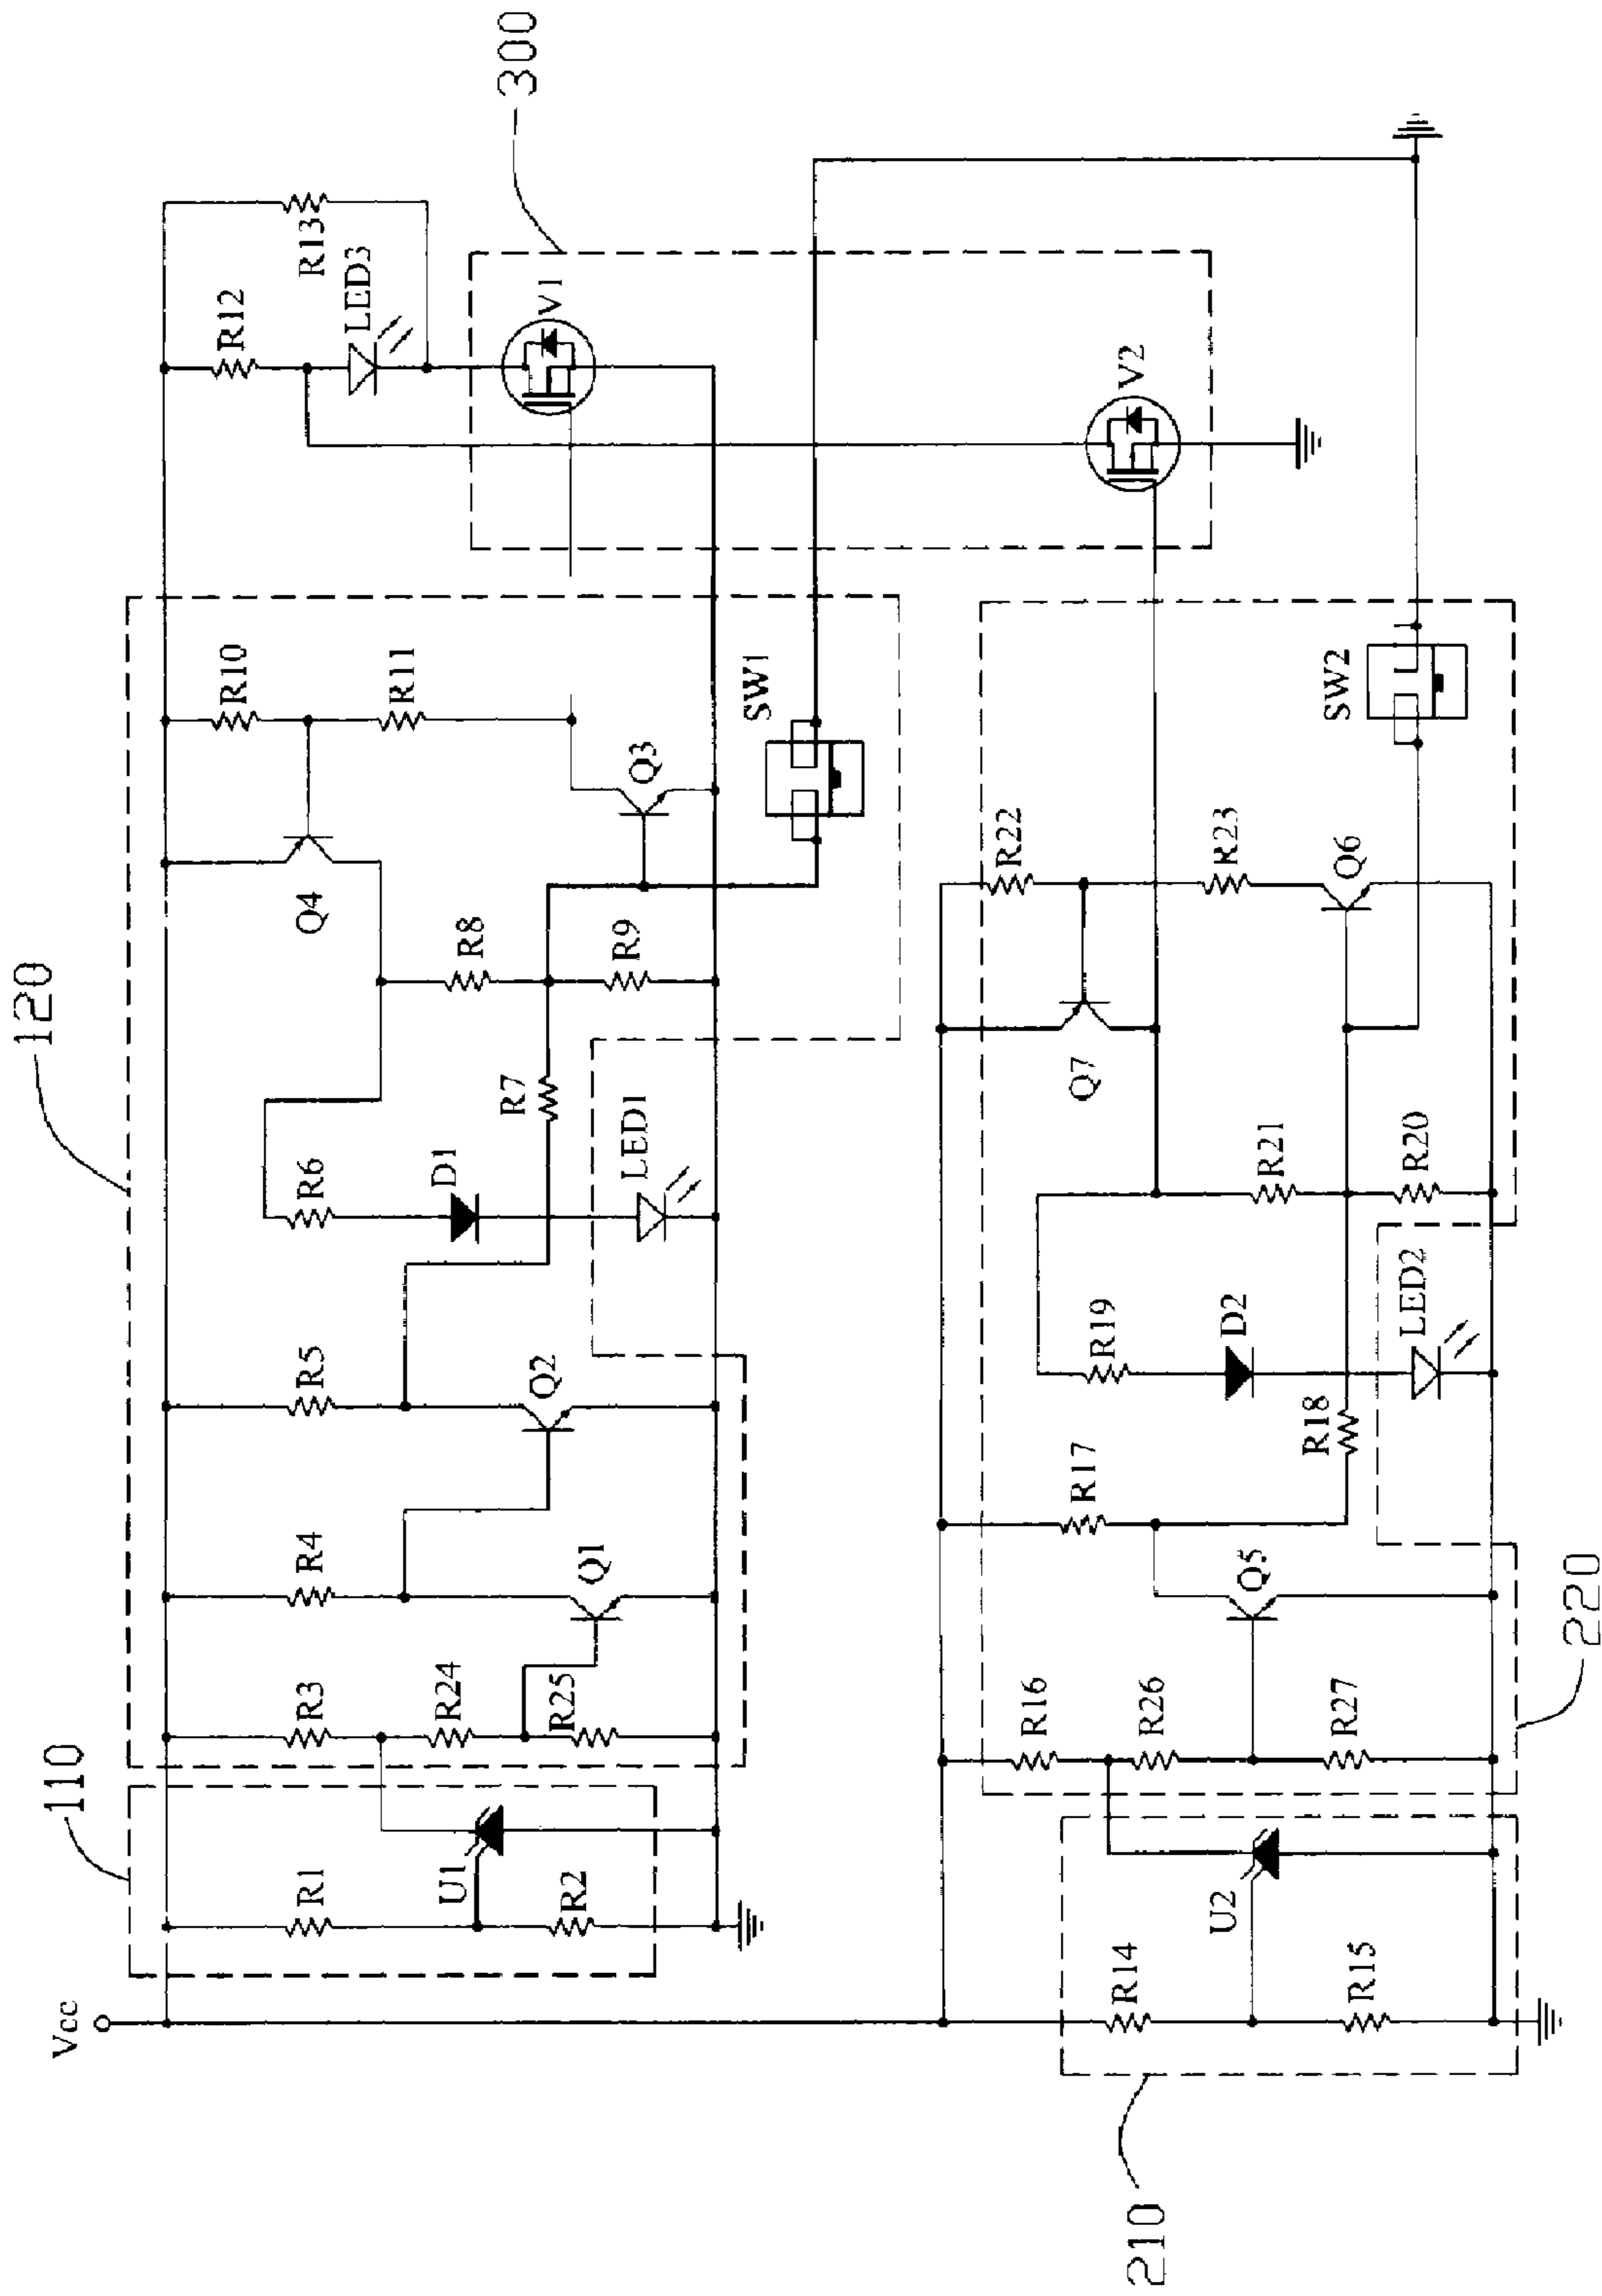 120
300
110
Vcc
R1
R2
U1
R3
R24
R25
R4
Q1
R5
Q2
R6
D1
LED1
R7
R8
R9
Q4
R10
R11
Q3
SW1
R12
R13
LED3
V1
V2
R14
R15
U2
R16
R26
R27
Q5
R17
R18
R19
D2
LED2
R21
R20
Q7
R22
R23
Q6
SW2
210
220